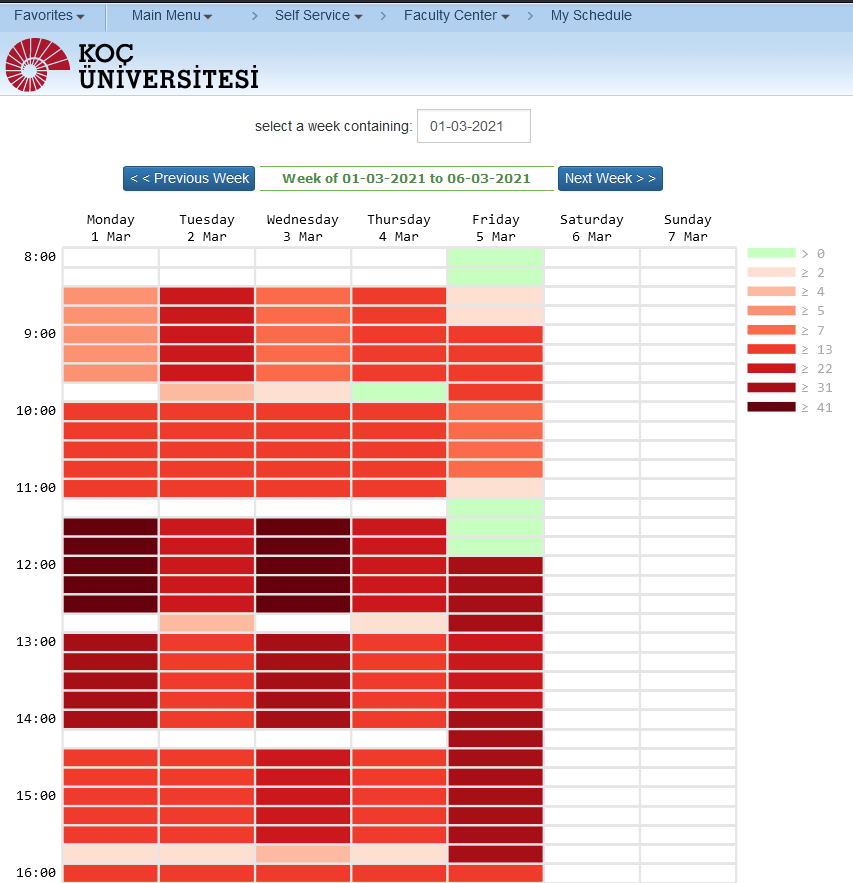 Favorites Main Menu > Self Service > Faculty Center > My Schedule
KOÇ
ÜNİVERSİTESİ
select a week containing: 01-03-2021
< < Previous Week Week of 01-03-2021 to 06-03-2021 Next Week > >
Monday Tuesday Wednesday Thursday Friday Saturday Sunday
1 Mar 2 Mar 3 Mar 4 Mar 5 Mar 6 Mar 7 Mar
8:00
9:00
10:00
11:00
12:00
13:00
14:00
15:00
16:00
> 0
≥ 2
≥ 4
≥ 5
≥ 7
≥ 13
≥ 22
≥ 31
≥ 41